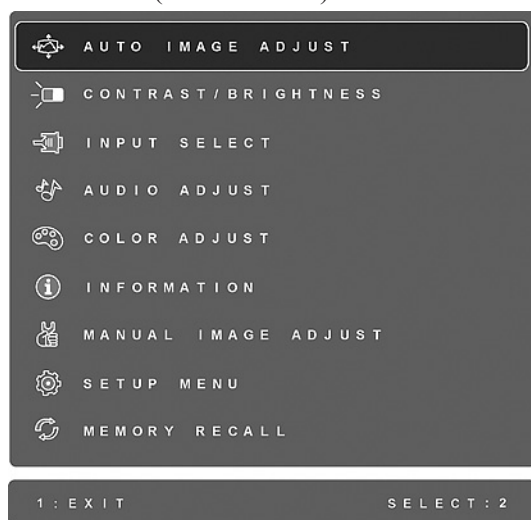 AUTO IMAGE ADJUST
CONTRAST/BRIGHTNESS
INPUT SELECT
AUDIO ADJUST
COLOR ADJUST
INFORMATION
MANUAL IMAGE ADJUST
SETUP MENU
MEMORY RECALL
1:EXIT SELECT:2